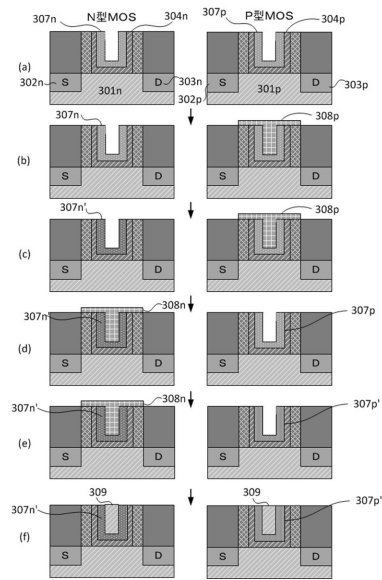 N型MOS P型MOS
307n 304n 307p 304p
(a) S 301n D S 301p D
302n 303n 302p 303p
307n 308p
(b) S D S D
307n' 308p
(c) S D S D
307n 308n 307p
(d) S D S D
307n' 308n 307p'
(e) S D S D
309 309
307n' 307p'
(f) S D S D